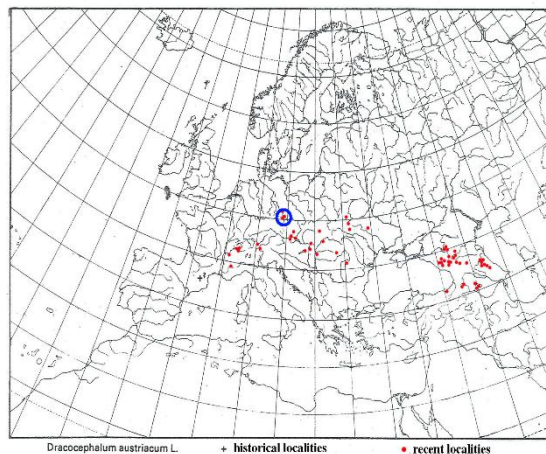 Dracocephalum austriacum L. + historical localities • recent localities